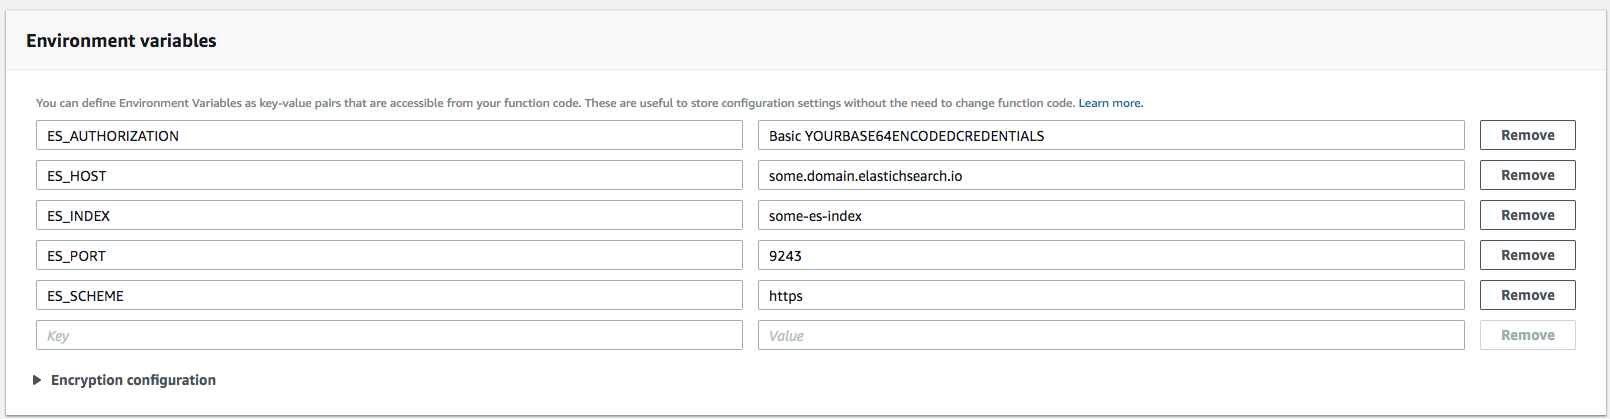 Environment variables
You can define Environment Variables as key-value pairs that are accessible from your function code. These are useful to store configuration settings without the need to change function code. Learn more.
ES_AUTHORIZATION Basic YOURBASE64ENCODEDCREDENTIALS Remove
ES_HOST some.domain.elastichsearch.io Remove
ES_INDEX some-es-index Remove
ES_PORT 9243 Remove
ES_SCHEME https Remove
Key Value Remove
Encryption configuration